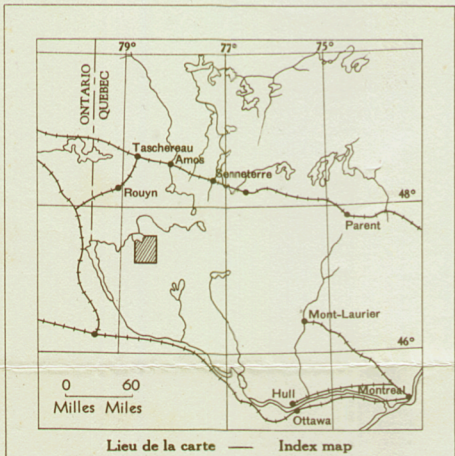 79°
77°
75°
ONTARIO
QUEBEC
Taschereau
Amos
Senneterre
Rouyn
48°
Parent
Mont-Laurier
46°
0 60
Milles Miles
Hull
Montreal
Ottawa
Lieu de la carte — Index map